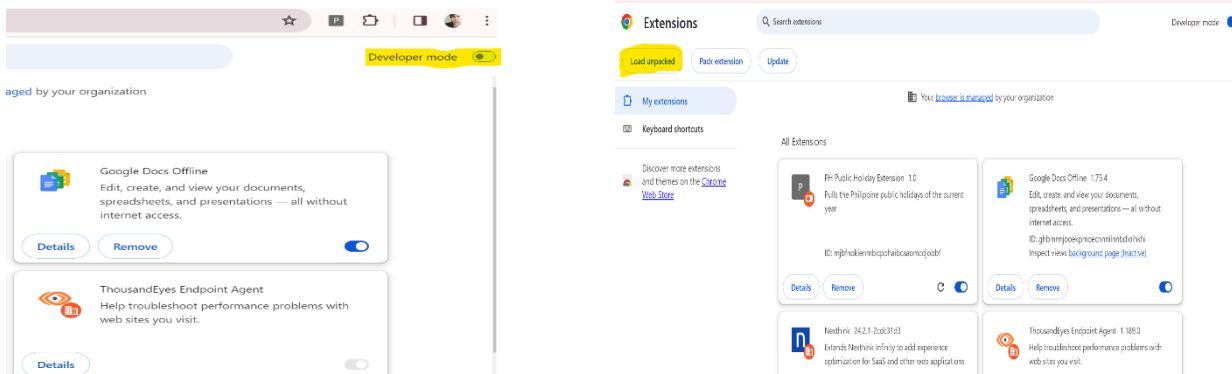 P
Developer mode
aged by your organization
Google Docs Offline
Edit, create, and view your documents,
spreadsheets, and presentations — all without
internet access.
Details
Remove
ThousandEyes Endpoint Agent
Help troubleshoot performance problems with
web sites you visit.
Details
Extensions
Search extensions
Developer mode
Load unpacked
Pack extension
Update
My extensions
Keyboard shortcuts
Discover more extensions
and themes on the Chrome
Web Store
Your browser is managed by your organization
All Extensions
P
PH Public Holiday Extension 1.0
Pulls the Philippine public holidays of the current
year
ID:
Details
Remove
Google Docs Offline 1.75.4
Edit, create, and view your documents,
spreadsheets, and presentations — all without
internet access.
ID:
Inspect views background page (Inactive)
Details
Remove
n
Nexthink 24.2.1-2cdc31d3
Extends Nexthink Infinity to add experience
optimization for SaaS and other web applications
ThousandEyes Endpoint Agent 1.189.0
Help troubleshoot performance problems with
web sites you visit.